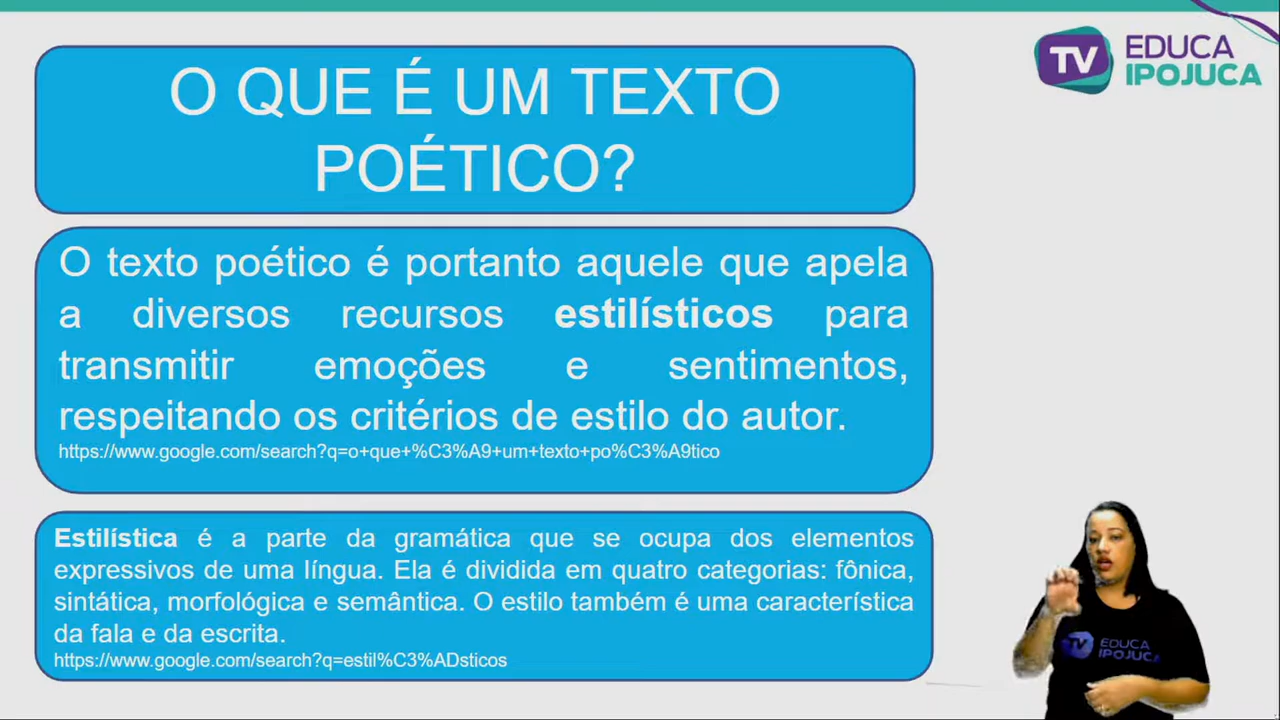 TV EDUCA
IPOJUCA
O QUE É UM TEXTO
POÉTICO?
O texto poético é portanto aquele que apela
a diversos recursos estilísticos para
transmitir emoções e sentimentos,
respeitando os critérios de estilo do autor.
https://www.google.com/search?q=o+que+%C3%A9+um+texto+po%C3%A9tico
Estilística é a parte da gramática que se ocupa dos elementos
expressivos de uma língua. Ela é dividida em quatro categorias: fônica,
sintática, morfológica e semântica. O estilo também é uma característica
da fala e da escrita.
https://www.google.com/search?q=estil%C3%ADsticos
TV EDUCA
IPOJUCA